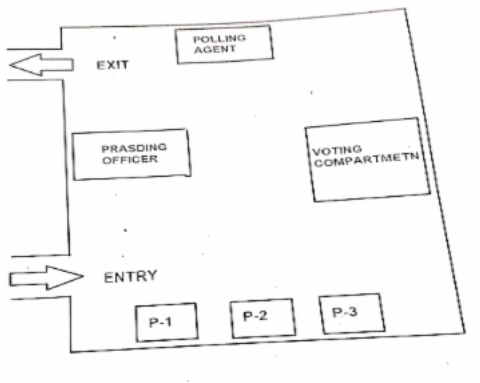 POLLING
AGENT
EXIT
PRASDING
OFFICER
VOTING
COMPARTMETN
ENTRY
P-1
P-2
P-3